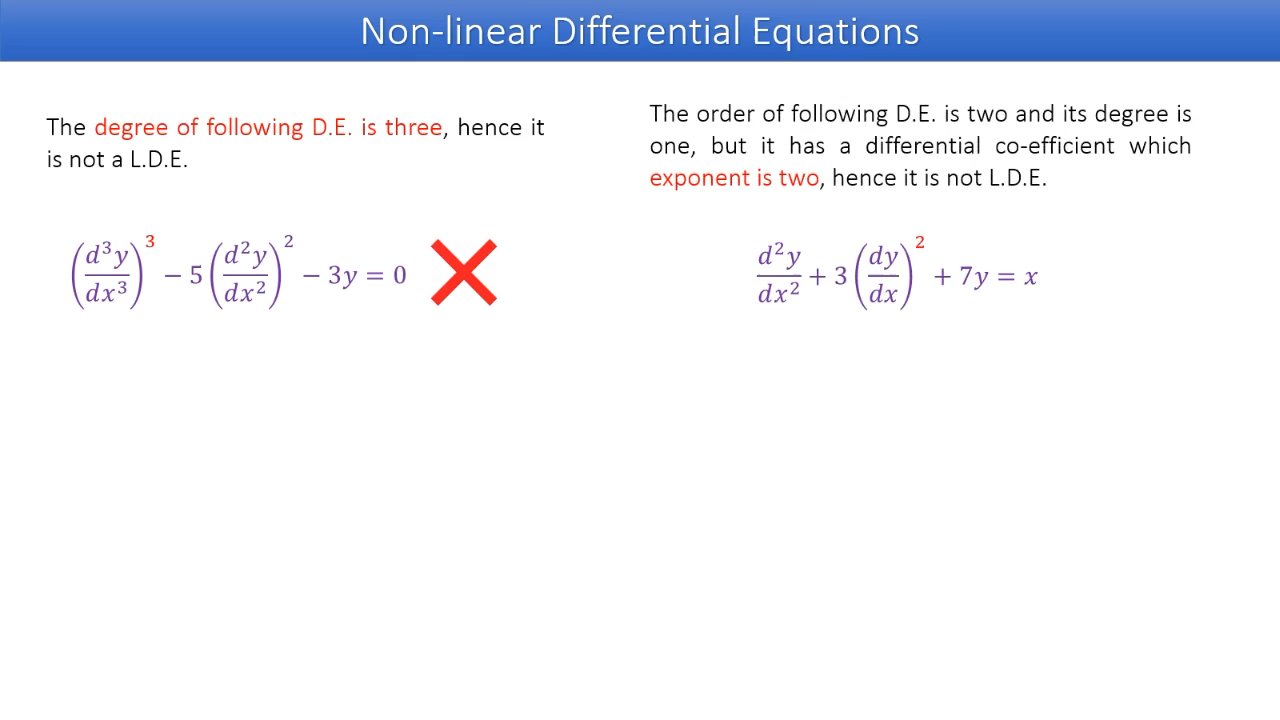 Non-linear Differential Equations
The degree of following D.E. is three, hence it
is not a L.D.E.
(d³y/dx³)³ − 5(d²y/dx²)² − 3y = 0
The order of following D.E. is two and its degree is
one, but it has a differential co-efficient which
exponent is two, hence it is not L.D.E.
d²y/dx² + 3(dy/dx)² + 7y = x